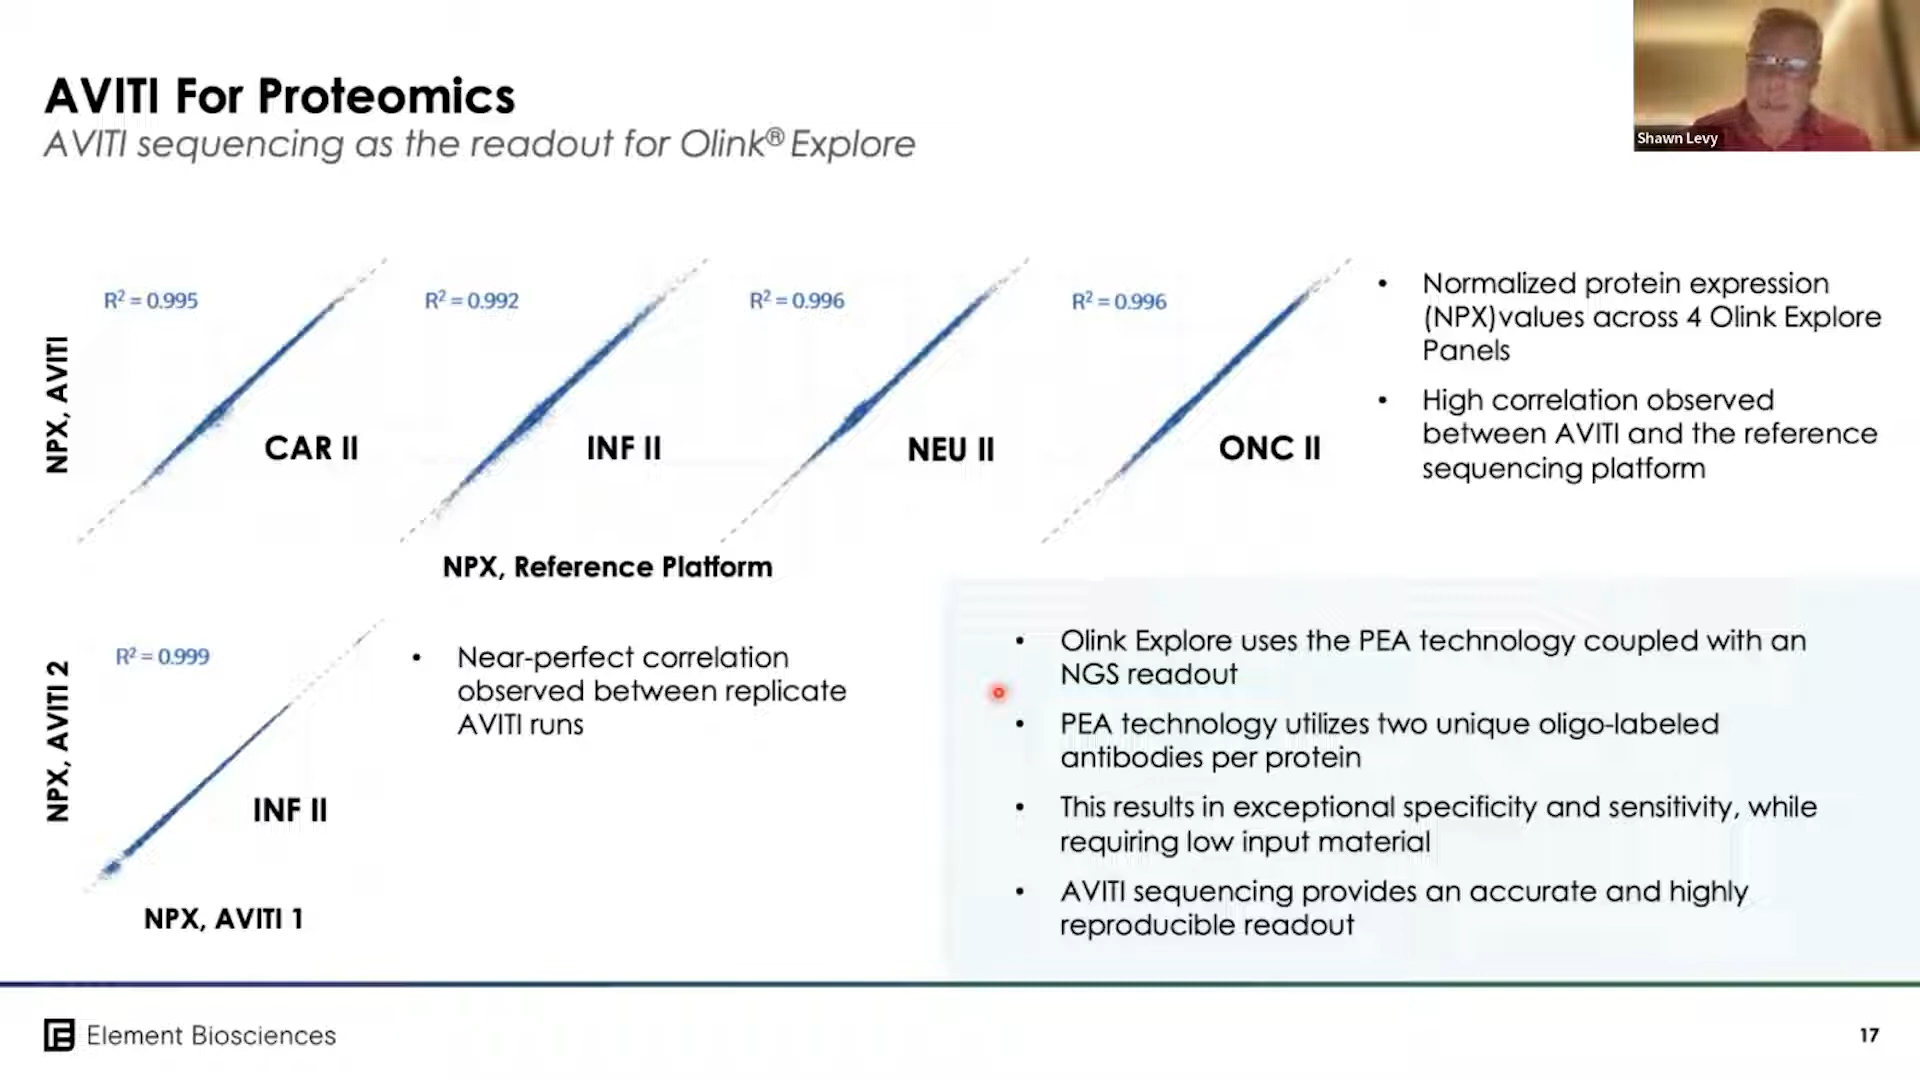 AVITI For Proteomics
AVITI sequencing as the readout for Olink® Explore
Shawn Levy
NPX, AVITI
R² = 0.995
CAR II
R² = 0.992
INF II
R² = 0.996
NEU II
R² = 0.996
ONC II
NPX, Reference Platform
• Normalized protein expression
(NPX)values across 4 Olink Explore
Panels
• High correlation observed
between AVITI and the reference
sequencing platform
NPX, AVITI 2
R² = 0.999
INF II
NPX, AVITI 1
• Near-perfect correlation
observed between replicate
AVITI runs
• Olink Explore uses the PEA technology coupled with an
NGS readout
• PEA technology utilizes two unique oligo-labeled
antibodies per protein
• This results in exceptional specificity and sensitivity, while
requiring low input material
• AVITI sequencing provides an accurate and highly
reproducible readout
Element Biosciences
17